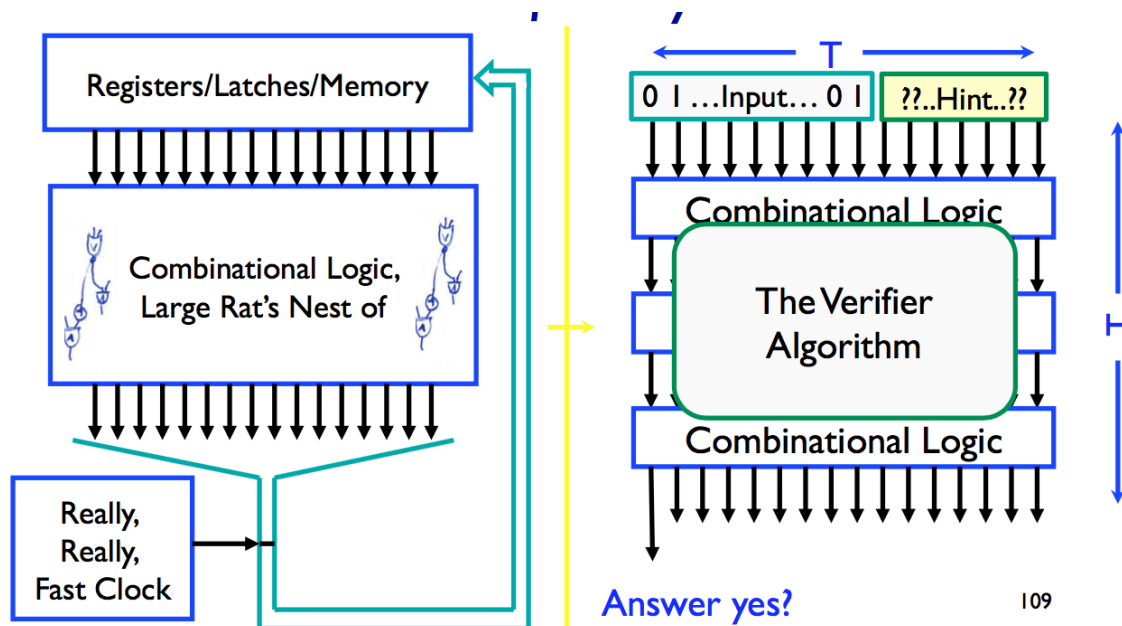 Registers/Latches/Memory
Combinational Logic,
Large Rat's Nest of
Really,
Really,
Fast Clock
T
0 1 ...Input... 0 1
??..Hint..??
Combinational Logic
The Verifier
Algorithm
T
Combinational Logic
Answer yes?
109